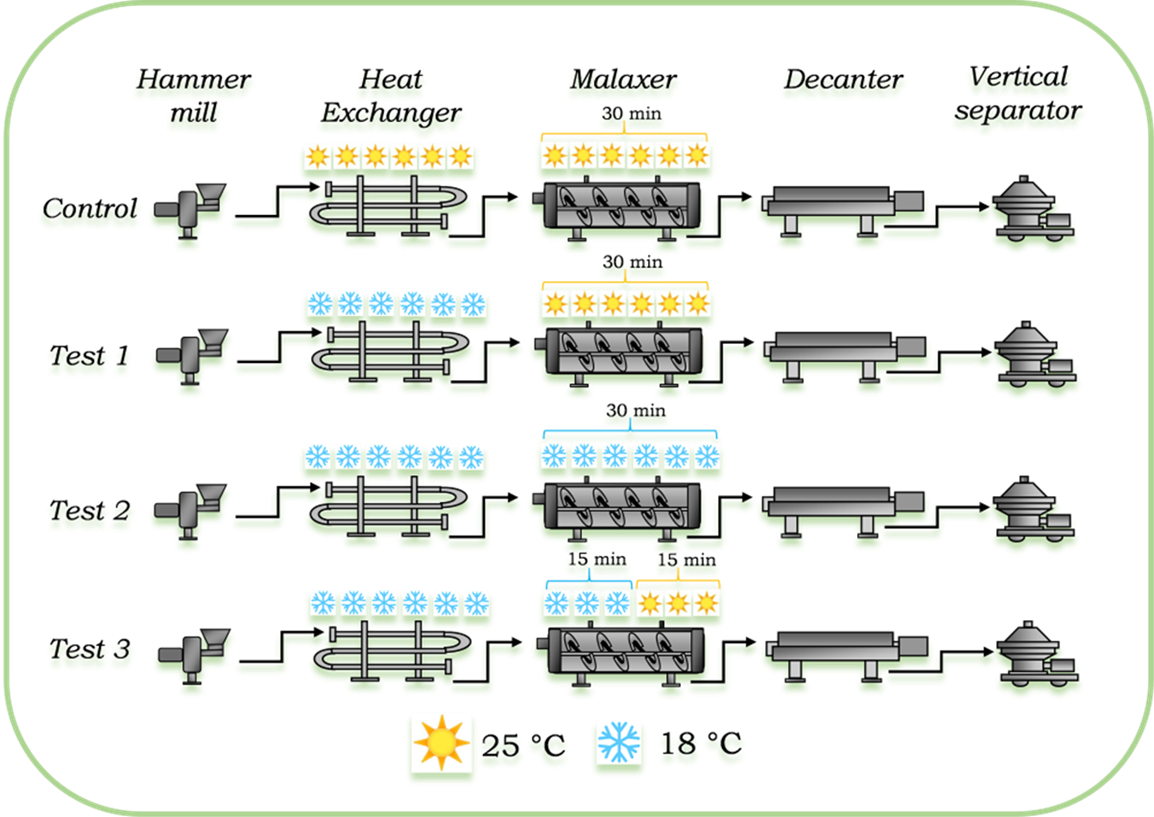 Hammer
mill
Heat
Exchanger
Malaxer
Decanter
Vertical
separator
30 min
Control
30 min
Test 1
30 min
Test 2
15 min
15 min
Test 3
25 °C
18 °C